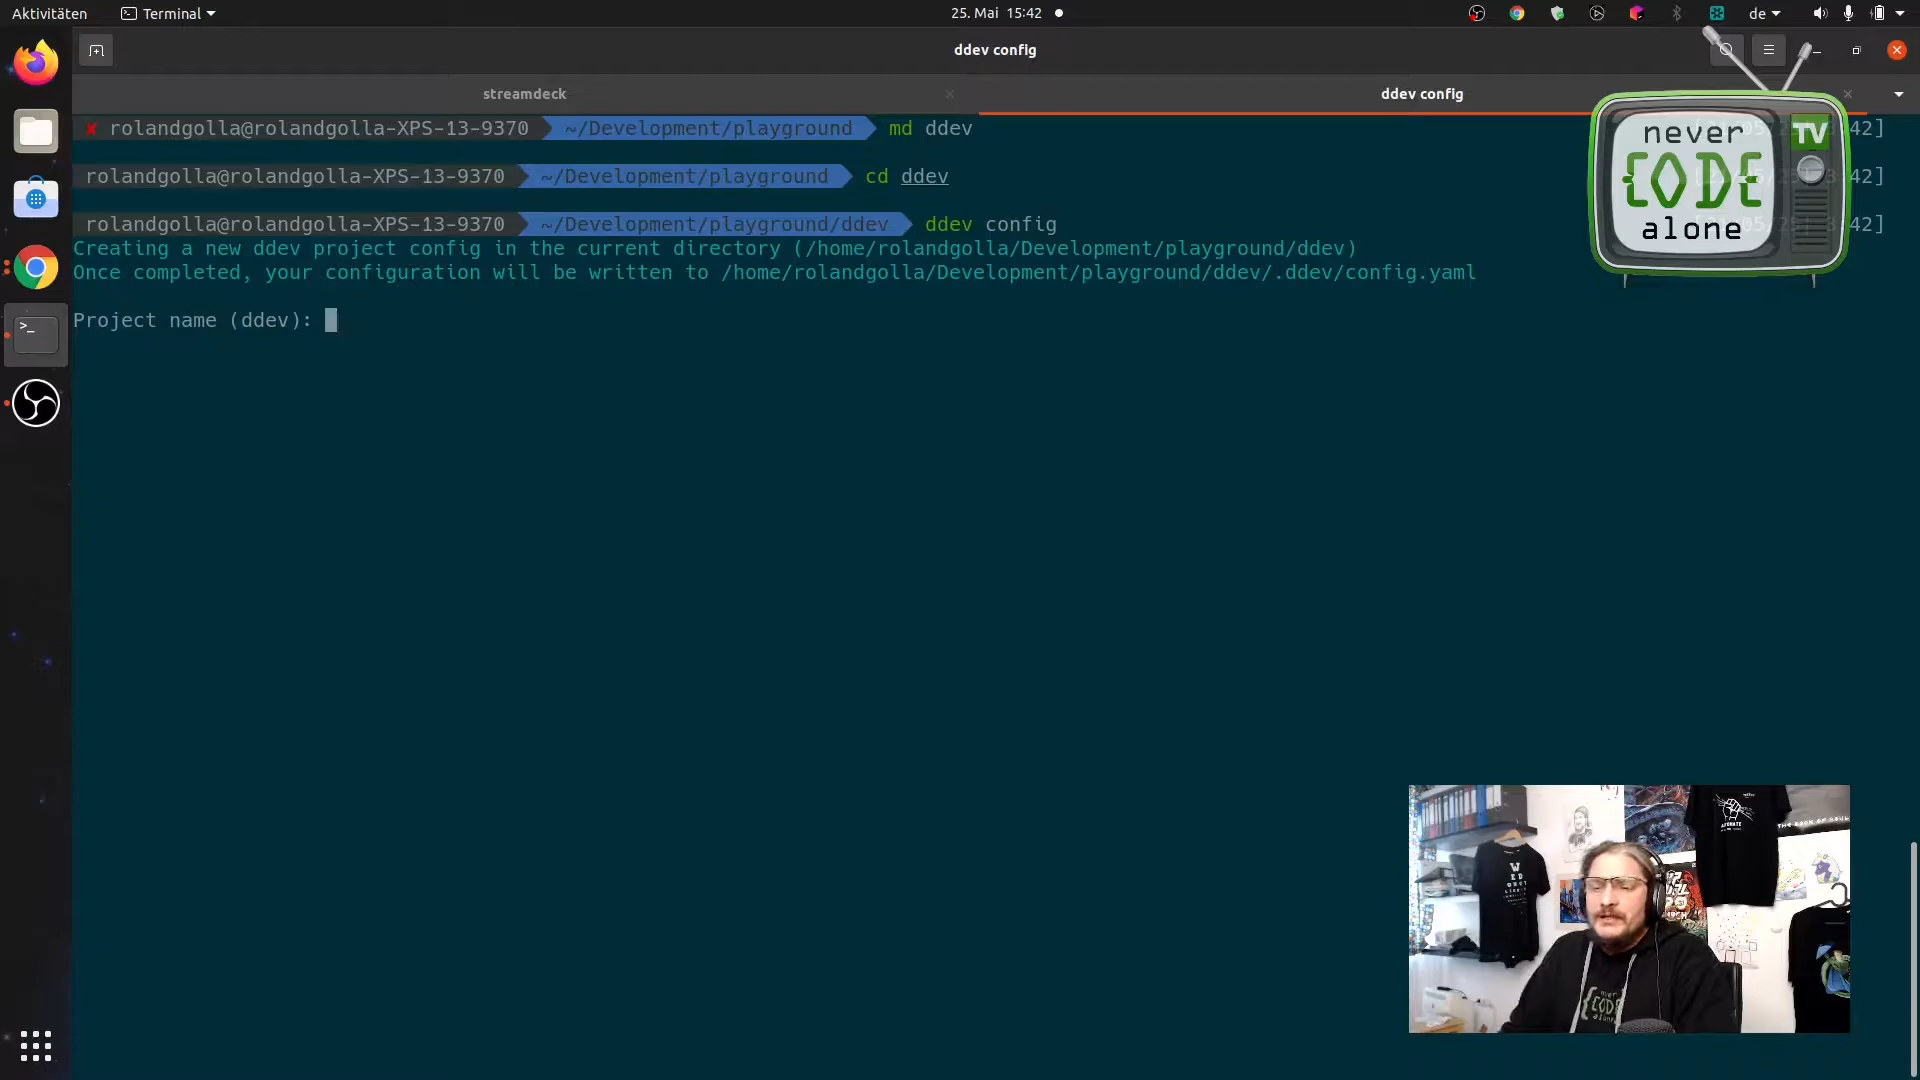 Aktivitäten
Terminal
25. Mai 15:42
de
ddev config
streamdeck
ddev config
✘ rolandgolla@rolandgolla-XPS-13-9370 ~/Development/playground md ddev
42]
rolandgolla@rolandgolla-XPS-13-9370 ~/Development/playground cd ddev
42]
rolandgolla@rolandgolla-XPS-13-9370 ~/Development/playground/ddev ddev config
42]
Creating a new ddev project config in the current directory (/home/rolandgolla/Development/playground/ddev)
Once completed, your configuration will be written to /home/rolandgolla/Development/playground/ddev/.ddev/config.yaml
Project name (ddev):
never
TV
{CODE
alone